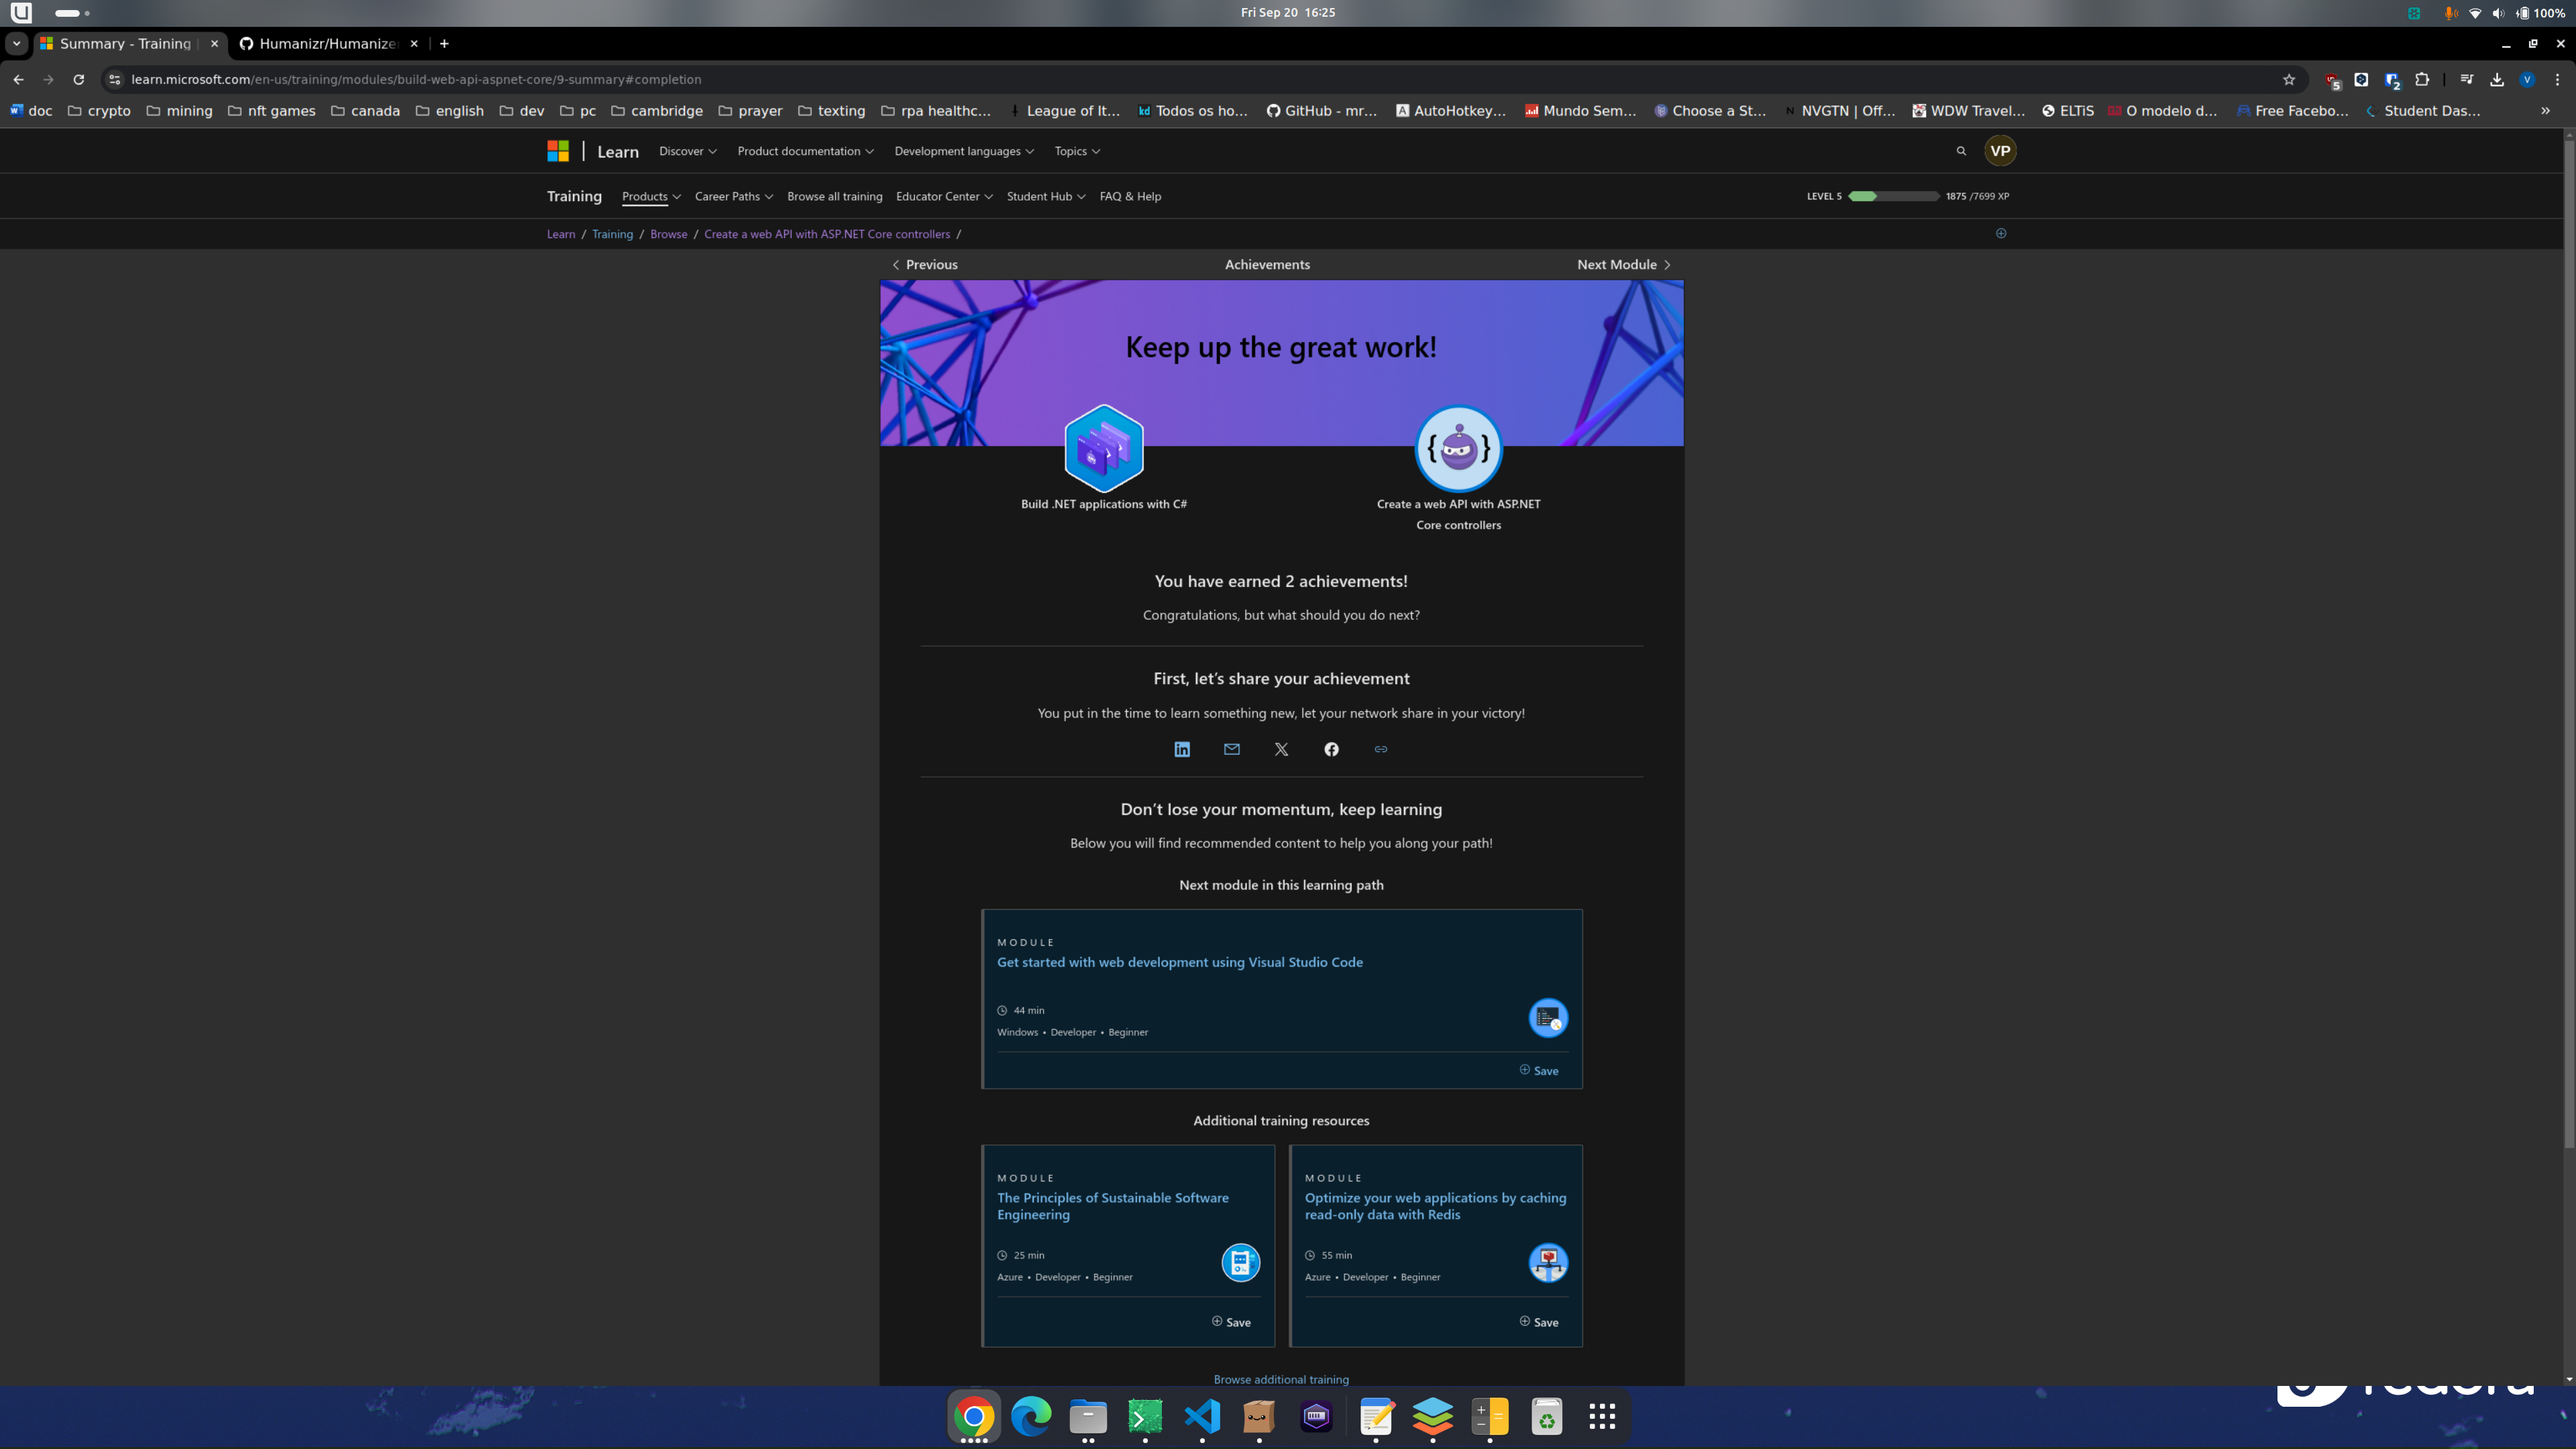 Fri Sep 20 16:25
100%
Summary - Training
Humanizr/Humanize
learn.microsoft.com/en-us/training/modules/build-web-api-aspnet-core/9-summary#completion
5
2
V
doc crypto mining nft games canada english dev pc cambridge prayer texting rpa healthc... League of It... Todos os ho... GitHub - mr... AutoHotkey,... Mundo Sem... Choose a St... NVGTN | Off... WDW Travel... ELTiS O modelo d... Free Facebo... Student Das...
Learn Discover Product documentation Development languages Topics
VP
Training Products Career Paths Browse all training Educator Center Student Hub FAQ & Help
LEVEL 5 1875 /7699 XP
Learn / Training / Browse / Create a web API with ASP.NET Core controllers /
Previous Achievements Next Module
Keep up the great work!
Build .NET applications with C#
Create a web API with ASP.NET
Core controllers
You have earned 2 achievements!
Congratulations, but what should you do next?
First, let’s share your achievement
You put in the time to learn something new, let your network share in your victory!
Don’t lose your momentum, keep learning
Below you will find recommended content to help you along your path!
Next module in this learning path
MODULE
Get started with web development using Visual Studio Code
44 min
Windows • Developer • Beginner
Save
Additional training resources
MODULE
The Principles of Sustainable Software
Engineering
25 min
Azure • Developer • Beginner
Save
MODULE
Optimize your web applications by caching
read-only data with Redis
55 min
Azure • Developer • Beginner
Save
Browse additional training